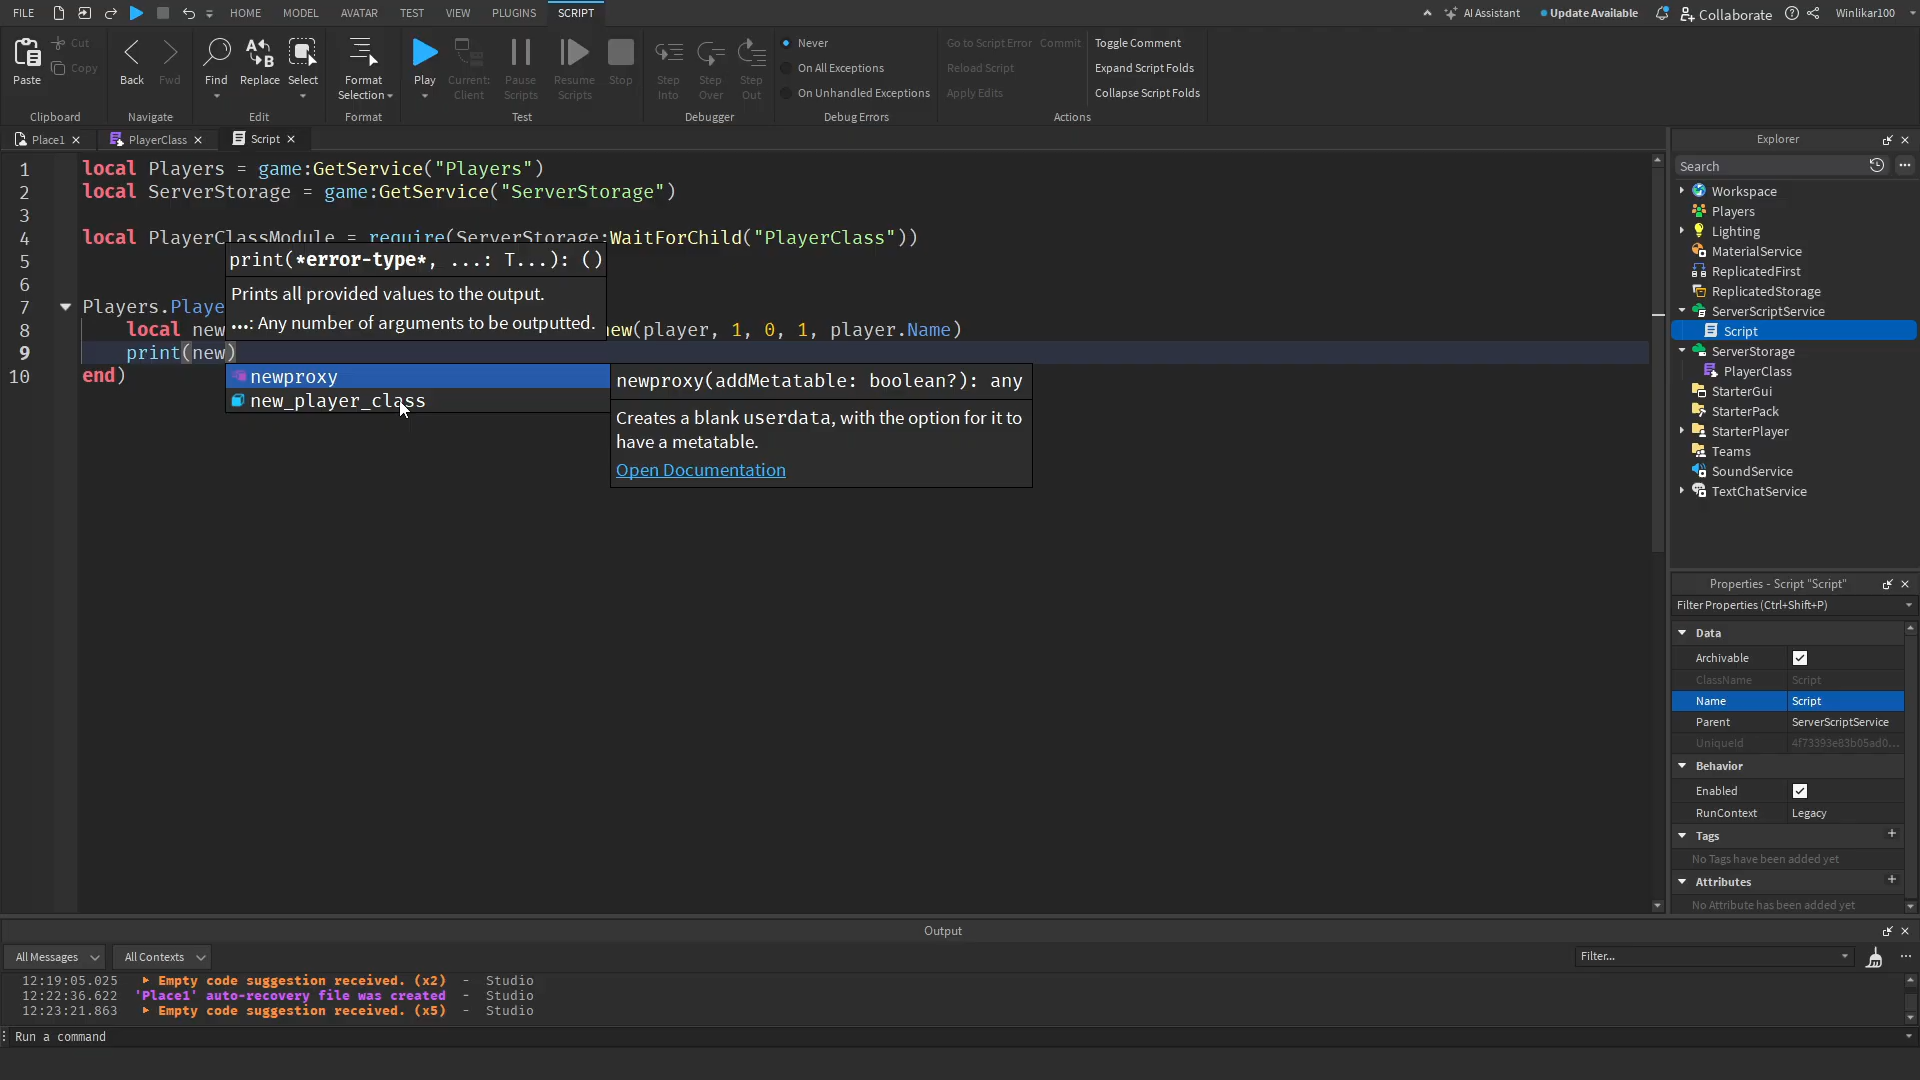 FILE HOME MODEL AVATAR TEST VIEW PLUGINS SCRIPT AI Assistant Update Available Collaborate Winlikar100
Paste Cut Copy Back Fwd Find Replace Select Format Selection Play Current: Client Pause Scripts Resume Scripts Stop Step Into Step Over Step Out
Never
On All Exceptions
On Unhandled Exceptions
Go to Script Error Commit
Reload Script
Apply Edits
Toggle Comment
Expand Script Folds
Collapse Script Folds
Clipboard Navigate Edit Format Test Debugger Debug Errors Actions
Place1 PlayerClass Script
1 local Players = game:GetService("Players")
2 local ServerStorage = game:GetService("ServerStorage")
3
4 local PlayerClassModule = require(ServerStorage:WaitForChild("PlayerClass"))
5
6
7 Players.Playe
8 local new ew(player, 1, 0, 1, player.Name)
9 print(new)
10 end)
print(*error-type*, ...: T...): ()
Prints all provided values to the output.
...: Any number of arguments to be outputted.
newproxy
new_player_class
newproxy(addMetatable: boolean?): any
Creates a blank userdata, with the option for it to
have a metatable.
Open Documentation
Explorer
Search
Workspace
Players
Lighting
MaterialService
ReplicatedFirst
ReplicatedStorage
ServerScriptService
Script
ServerStorage
PlayerClass
StarterGui
StarterPack
StarterPlayer
Teams
SoundService
TextChatService
Properties - Script "Script"
Filter Properties (Ctrl+Shift+P)
Data
Archivable
ClassName Script
Name Script
Parent ServerScriptService
UniqueId 4f73393e83b05ad0...
Behavior
Enabled
RunContext Legacy
Tags
No Tags have been added yet
Attributes
No Attribute has been added yet
Output
All Messages All Contexts Filter...
12:19:05.025 Empty code suggestion received. (x2) - Studio
12:22:36.622 'Place1' auto-recovery file was created - Studio
12:23:21.863 Empty code suggestion received. (x5) - Studio
Run a command